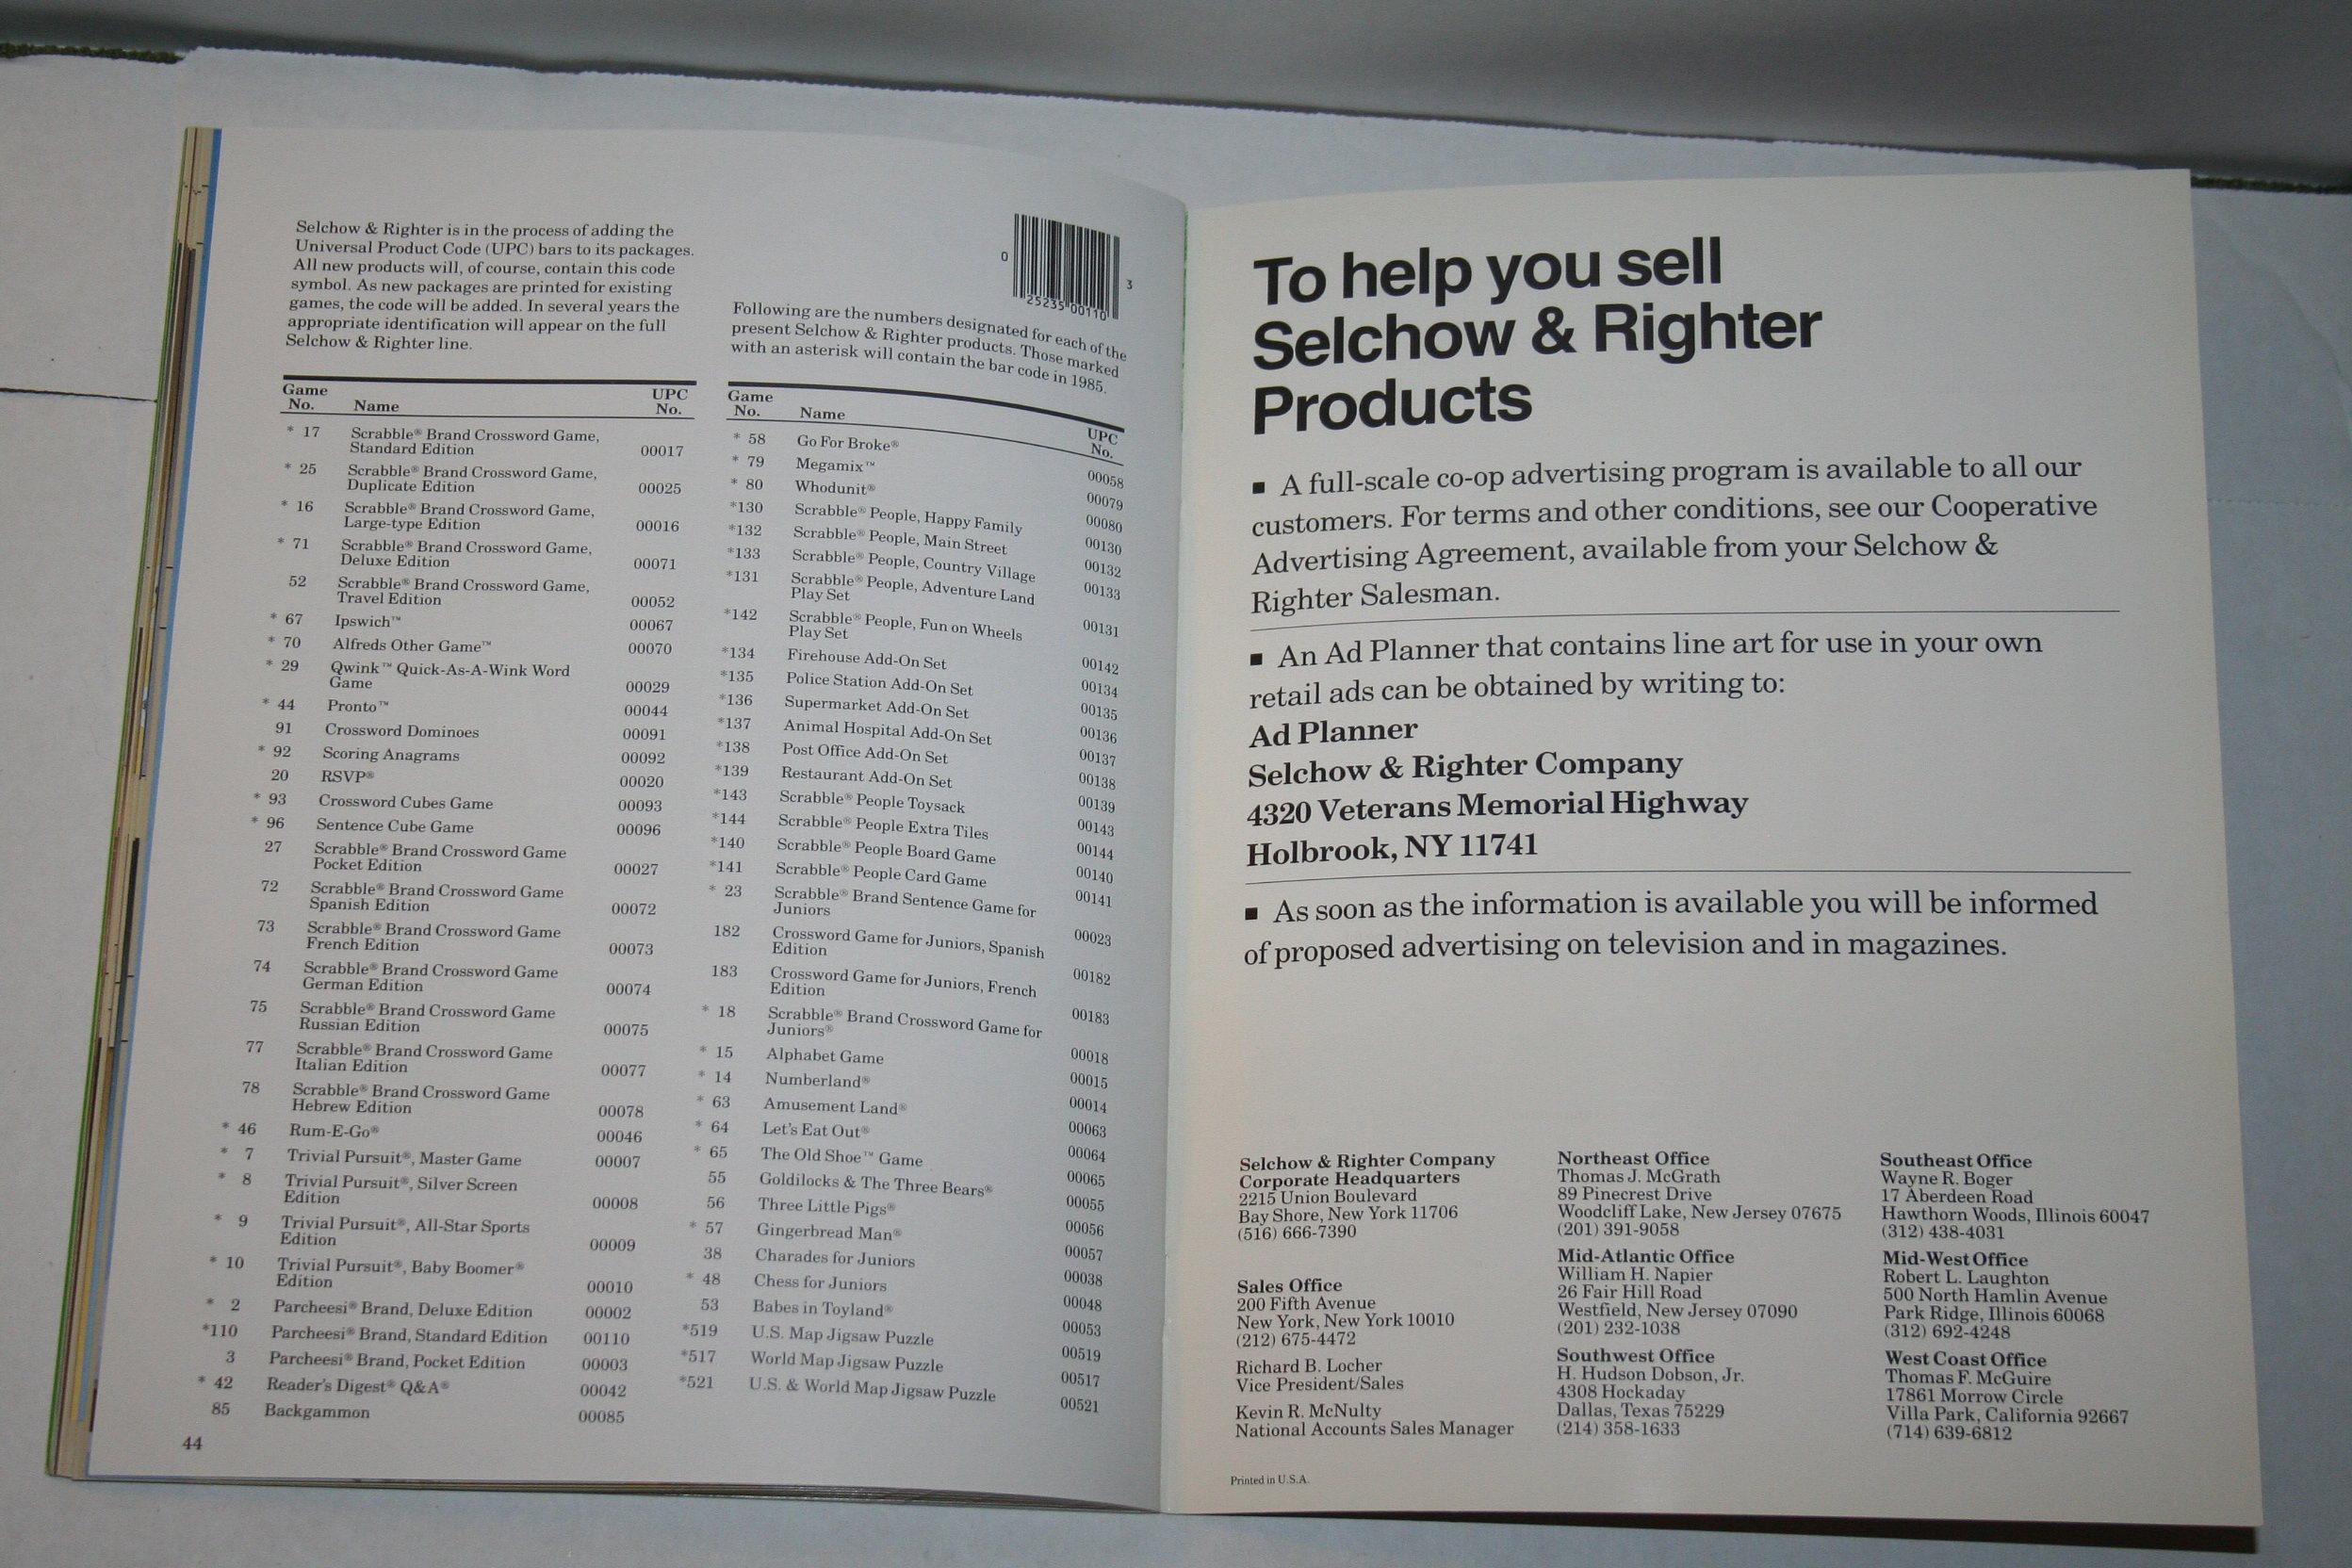 Selchow & Righter is in the process of adding the
Universal Product Code (UPC) bars to its packages.
All new products will, of course, contain this code
symbol. As new packages are printed for existing
games, the code will be added. In several years the
appropriate identification will appear on the full
Selchow & Righter line.
Game No. Name UPC No.
* 17 Scrabble® Brand Crossword Game,
Standard Edition 00017
* 25 Scrabble® Brand Crossword Game,
Duplicate Edition 00025
* 16 Scrabble® Brand Crossword Game,
Large-type Edition 00016
* 71 Scrabble® Brand Crossword Game,
Deluxe Edition 00071
52 Scrabble® Brand Crossword Game,
Travel Edition 00052
* 67 Ipswich™ 00067
* 70 Alfreds Other Game™ 00070
* 29 Qwink™ Quick-As-A-Wink Word
Game 00029
* 44 Pronto™ 00044
91 Crossword Dominoes 00091
* 92 Scoring Anagrams 00092
20 RSVP® 00020
* 93 Crossword Cubes Game 00093
* 96 Sentence Cube Game 00096
27 Scrabble® Brand Crossword Game
Pocket Edition 00027
72 Scrabble® Brand Crossword Game
Spanish Edition 00072
73 Scrabble® Brand Crossword Game
French Edition 00073
74 Scrabble® Brand Crossword Game
German Edition 00074
75 Scrabble® Brand Crossword Game
Russian Edition 00075
77 Scrabble® Brand Crossword Game
Italian Edition 00077
78 Scrabble® Brand Crossword Game
Hebrew Edition 00078
* 46 Rum-E-Go® 00046
* 7 Trivial Pursuit®, Master Game 00007
* 8 Trivial Pursuit®, Silver Screen
Edition 00008
* 9 Trivial Pursuit®, All-Star Sports
Edition 00009
* 10 Trivial Pursuit®, Baby Boomer®
Edition 00010
* 2 Parcheesi® Brand, Deluxe Edition 00002
*110 Parcheesi® Brand, Standard Edition 00110
3 Parcheesi® Brand, Pocket Edition 00003
* 42 Reader's Digest® Q&A® 00042
85 Backgammon 00085
44
0 25235 00110 3
Following are the numbers designated for each of the
present Selchow & Righter products. Those marked
with an asterisk will contain the bar code in 1985.
Game No. Name UPC No.
* 58 Go For Broke® 00058
* 79 Megamix™ 00079
* 80 Whodunit® 00080
*130 Scrabble® People, Happy Family 00130
*132 Scrabble® People, Main Street 00132
*133 Scrabble® People, Country Village 00133
*131 Scrabble® People, Adventure Land
Play Set 00131
*142 Scrabble® People, Fun on Wheels
Play Set 00142
*134 Firehouse Add-On Set 00134
*135 Police Station Add-On Set 00135
*136 Supermarket Add-On Set 00136
*137 Animal Hospital Add-On Set 00137
*138 Post Office Add-On Set 00138
*139 Restaurant Add-On Set 00139
*143 Scrabble® People Toysack 00143
*144 Scrabble® People Extra Tiles 00144
*140 Scrabble® People Board Game 00140
*141 Scrabble® People Card Game 00141
* 23 Scrabble® Brand Sentence Game for
Juniors 00023
182 Crossword Game for Juniors, Spanish
Edition 00182
183 Crossword Game for Juniors, French
Edition 00183
* 18 Scrabble® Brand Crossword Game for
Juniors® 00018
* 15 Alphabet Game 00015
* 14 Numberland® 00014
* 63 Amusement Land® 00063
* 64 Let's Eat Out® 00064
* 65 The Old Shoe™ Game 00065
55 Goldilocks & The Three Bears® 00055
56 Three Little Pigs® 00056
* 57 Gingerbread Man® 00057
38 Charades for Juniors 00038
* 48 Chess for Juniors 00048
53 Babes in Toyland® 00053
*519 U.S. Map Jigsaw Puzzle 00519
*517 World Map Jigsaw Puzzle 00517
*521 U.S. & World Map Jigsaw Puzzle 00521
To help you sell
Selchow & Righter
Products
▪ A full-scale co-op advertising program is available to all our
customers. For terms and other conditions, see our Cooperative
Advertising Agreement, available from your Selchow &
Righter Salesman.
▪ An Ad Planner that contains line art for use in your own
retail ads can be obtained by writing to:
Ad Planner
Selchow & Righter Company
4320 Veterans Memorial Highway
Holbrook, NY 11741
▪ As soon as the information is available you will be informed
of proposed advertising on television and in magazines.
Selchow & Righter Company
Corporate Headquarters
2215 Union Boulevard
Bay Shore, New York 11706
(516) 666-7390
Sales Office
200 Fifth Avenue
New York, New York 10010
(212) 675-4472
Richard B. Locher
Vice President/Sales
Kevin R. McNulty
National Accounts Sales Manager
Northeast Office
Thomas J. McGrath
89 Pinecrest Drive
Woodcliff Lake, New Jersey 07675
(201) 391-9058
Mid-Atlantic Office
William H. Napier
26 Fair Hill Road
Westfield, New Jersey 07090
(201) 232-1038
Southwest Office
H. Hudson Dobson, Jr.
4308 Hockaday
Dallas, Texas 75229
(214) 358-1633
Southeast Office
Wayne R. Boger
17 Aberdeen Road
Hawthorn Woods, Illinois 60047
(312) 438-4031
Mid-West Office
Robert L. Laughton
500 North Hamlin Avenue
Park Ridge, Illinois 60068
(312) 692-4248
West Coast Office
Thomas F. McGuire
17861 Morrow Circle
Villa Park, California 92667
(714) 639-6812
Printed in U.S.A.